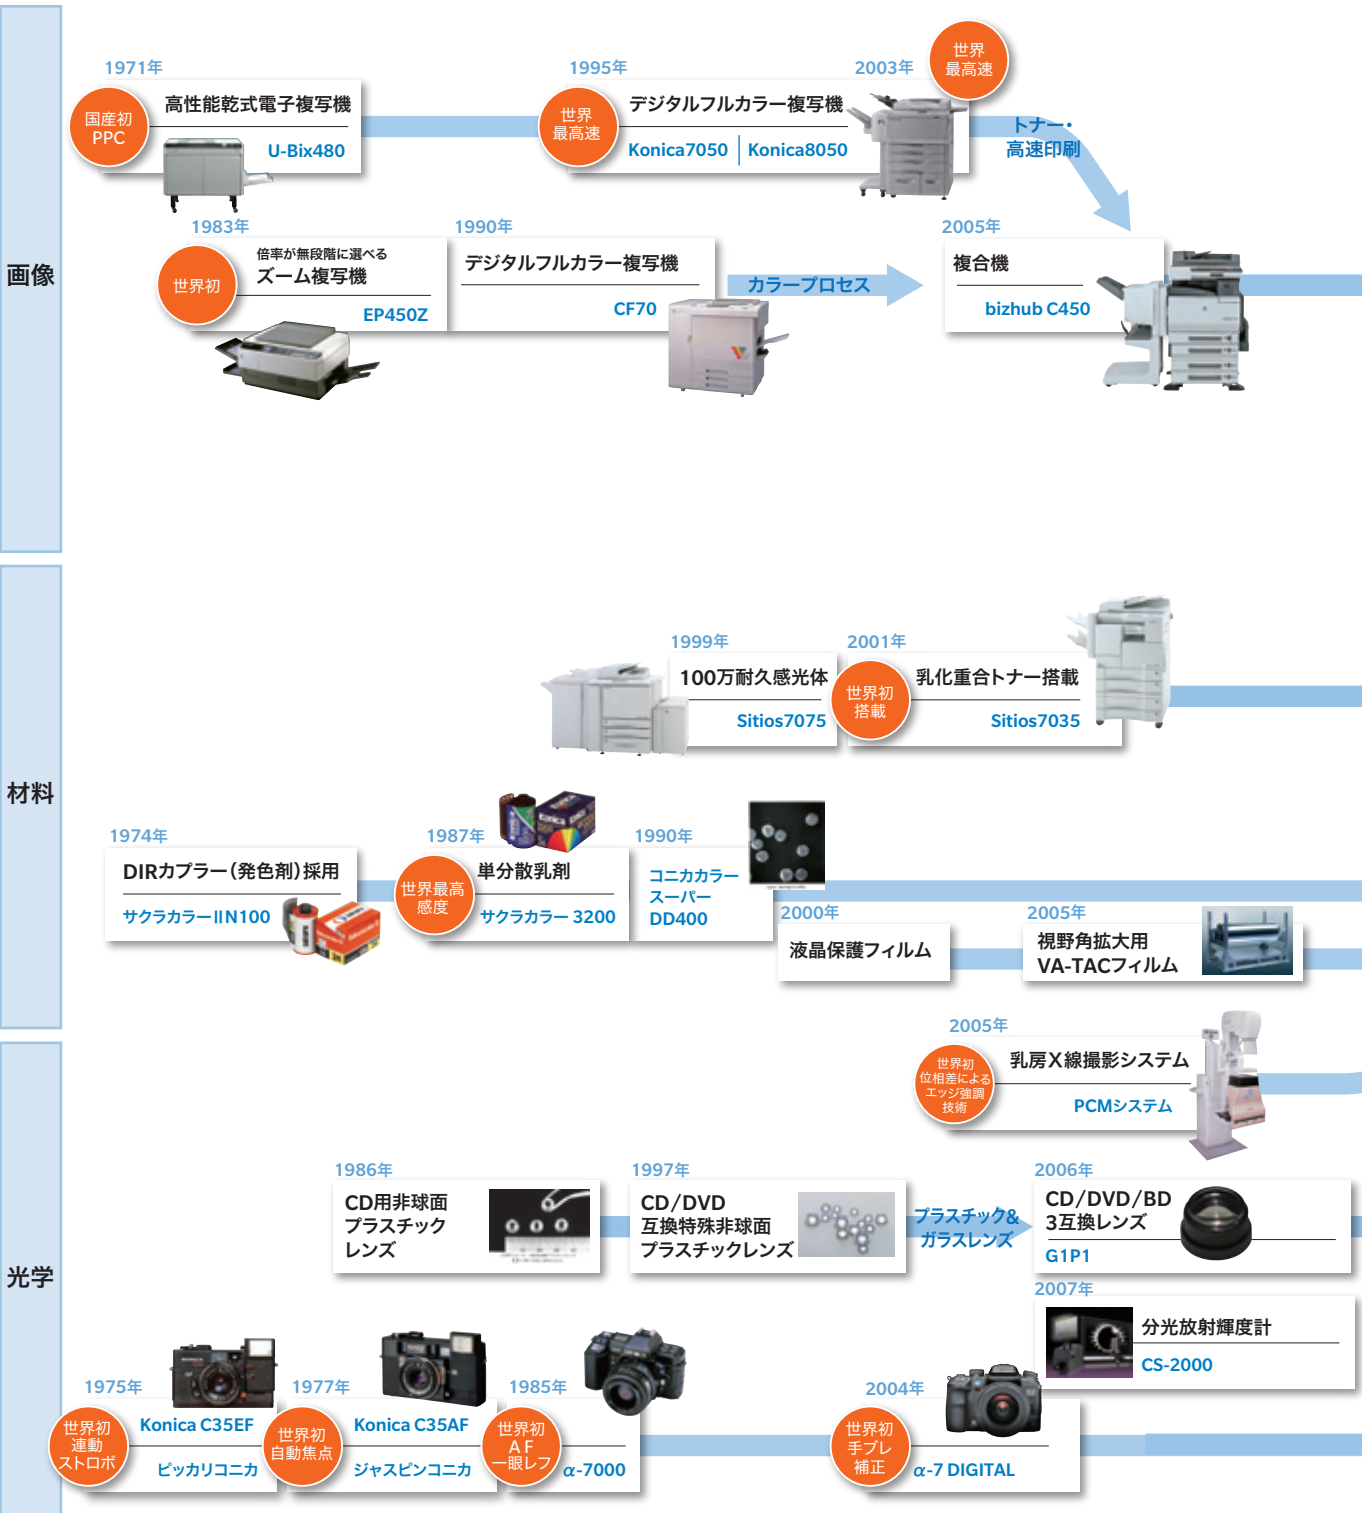 画像
1971年
国産初
PPC
高性能乾式電子複写機
U-Bix480
1995年
世界
最高速
デジタルフルカラー複写機
Konica7050
Konica8050
2003年
世界
最高速
トナー・
高速印刷
1983年
世界初
倍率が無段階に選べる
ズーム複写機
EP450Z
1990年
デジタルフルカラー複写機
CF70
カラープロセス
2005年
複合機
bizhub C450
材料
1999年
100万耐久感光体
Sitios7075
2001年
世界初
搭載
乳化重合トナー搭載
Sitios7035
1974年
DIRカプラー（発色剤）採用
サクラカラーⅡN100
1987年
世界最高
感度
単分散乳剤
サクラカラー 3200
1990年
コニカカラー
スーパー
DD400
2000年
液晶保護フィルム
2005年
視野角拡大用
VA-TACフィルム
光学
2005年
世界初
位相差による
エッジ強調
技術
乳房X線撮影システム
PCMシステム
1986年
CD用非球面
プラスチック
レンズ
1997年
CD/DVD
互換特殊非球面
プラスチックレンズ
プラスチック&
ガラスレンズ
2006年
CD/DVD/BD
3互換レンズ
G1P1
2007年
分光放射輝度計
CS-2000
1975年
世界初
連動
ストロボ
Konica C35EF
ピッカリコニカ
1977年
世界初
自動焦点
Konica C35AF
ジャスピンコニカ
1985年
世界初
AF
一眼レフ
α-7000
2004年
世界初
手ブレ
補正
α-7 DIGITAL